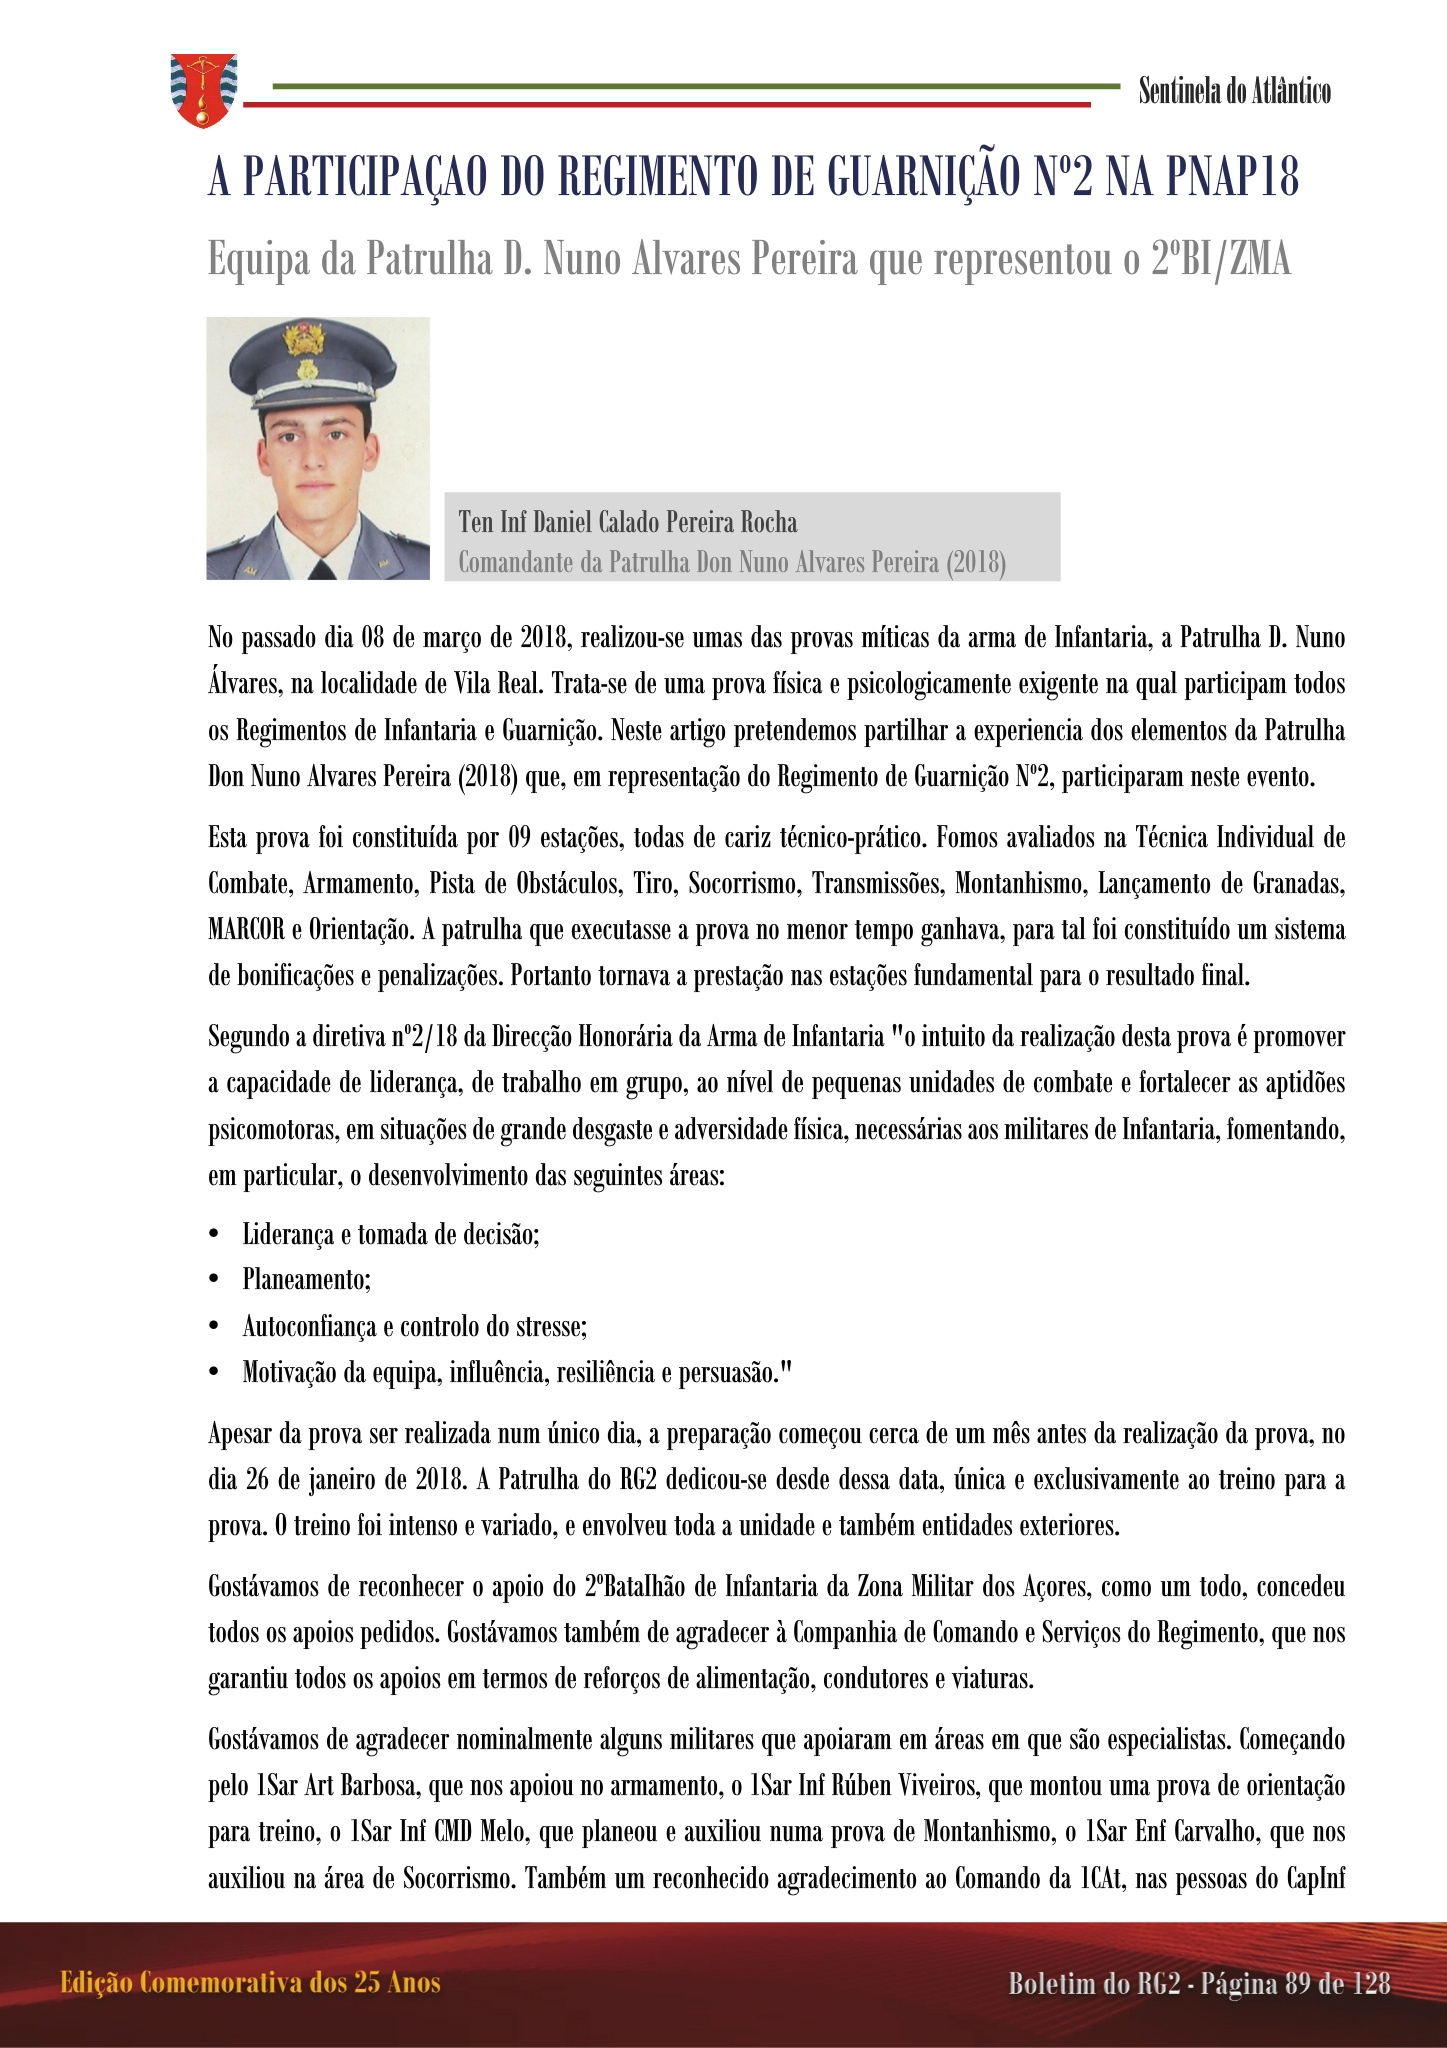 Sentinela do Atlântico
A PARTICIPAÇAO DO REGIMENTO DE GUARNIÇÃO Nº2 NA PNAP18
Equipa da Patrulha D. Nuno Alvares Pereira que representou o 2ºBI/ZMA
Ten Inf Daniel Calado Pereira Rocha
Comandante da Patrulha Don Nuno Alvares Pereira (2018)
No passado dia 08 de março de 2018, realizou-se umas das provas míticas da arma de Infantaria, a Patrulha D. Nuno
Álvares, na localidade de Vila Real. Trata-se de uma prova física e psicologicamente exigente na qual participam todos
os Regimentos de Infantaria e Guarnição. Neste artigo pretendemos partilhar a experiencia dos elementos da Patrulha
Don Nuno Alvares Pereira (2018) que, em representação do Regimento de Guarnição Nº2, participaram neste evento.
Esta prova foi constituída por 09 estações, todas de cariz técnico-prático. Fomos avaliados na Técnica Individual de
Combate, Armamento, Pista de Obstáculos, Tiro, Socorrismo, Transmissões, Montanhismo, Lançamento de Granadas,
MARCOR e Orientação. A patrulha que executasse a prova no menor tempo ganhava, para tal foi constituído um sistema
de bonificações e penalizações. Portanto tornava a prestação nas estações fundamental para o resultado final.
Segundo a diretiva nº2/18 da Direcção Honorária da Arma de Infantaria "o intuito da realização desta prova é promover
a capacidade de liderança, de trabalho em grupo, ao nível de pequenas unidades de combate e fortalecer as aptidões
psicomotoras, em situações de grande desgaste e adversidade física, necessárias aos militares de Infantaria, fomentando,
em particular, o desenvolvimento das seguintes áreas:
• Liderança e tomada de decisão;
• Planeamento;
• Autoconfiança e controlo do stresse;
• Motivação da equipa, influência, resiliência e persuasão."
Apesar da prova ser realizada num único dia, a preparação começou cerca de um mês antes da realização da prova, no
dia 26 de janeiro de 2018. A Patrulha do RG2 dedicou-se desde dessa data, única e exclusivamente ao treino para a
prova. O treino foi intenso e variado, e envolveu toda a unidade e também entidades exteriores.
Gostávamos de reconhecer o apoio do 2ºBataIhão de Infantaria da Zona Militar dos Açores, como um todo, concedeu
todos os apoios pedidos. Gostávamos também de agradecer à Companhia de Comando e Serviços do Regimento, que nos
garantiu todos os apoios em termos de reforços de alimentação, condutores e viaturas.
Gostávamos de agradecer nominalmente alguns militares que apoiaram em áreas em que são especialistas. Começando
pelo 1Sar Art Barbosa, que nos apoiou no armamento, o 1Sar Inf Rúben Viveiros, que montou uma prova de orientação
para treino, o 1Sar Inf CMD Melo, que planeou e auxiliou numa prova de Montanhismo, o 1Sar Enf Carvalho, que nos
auxiliou na área de Socorrismo. Também um reconhecido agradecimento ao Comando da 1CAt, nas pessoas do CapInf
Edição Comemorativa dos 25 Anos
Boletim do RG2 - Página 89 de 128